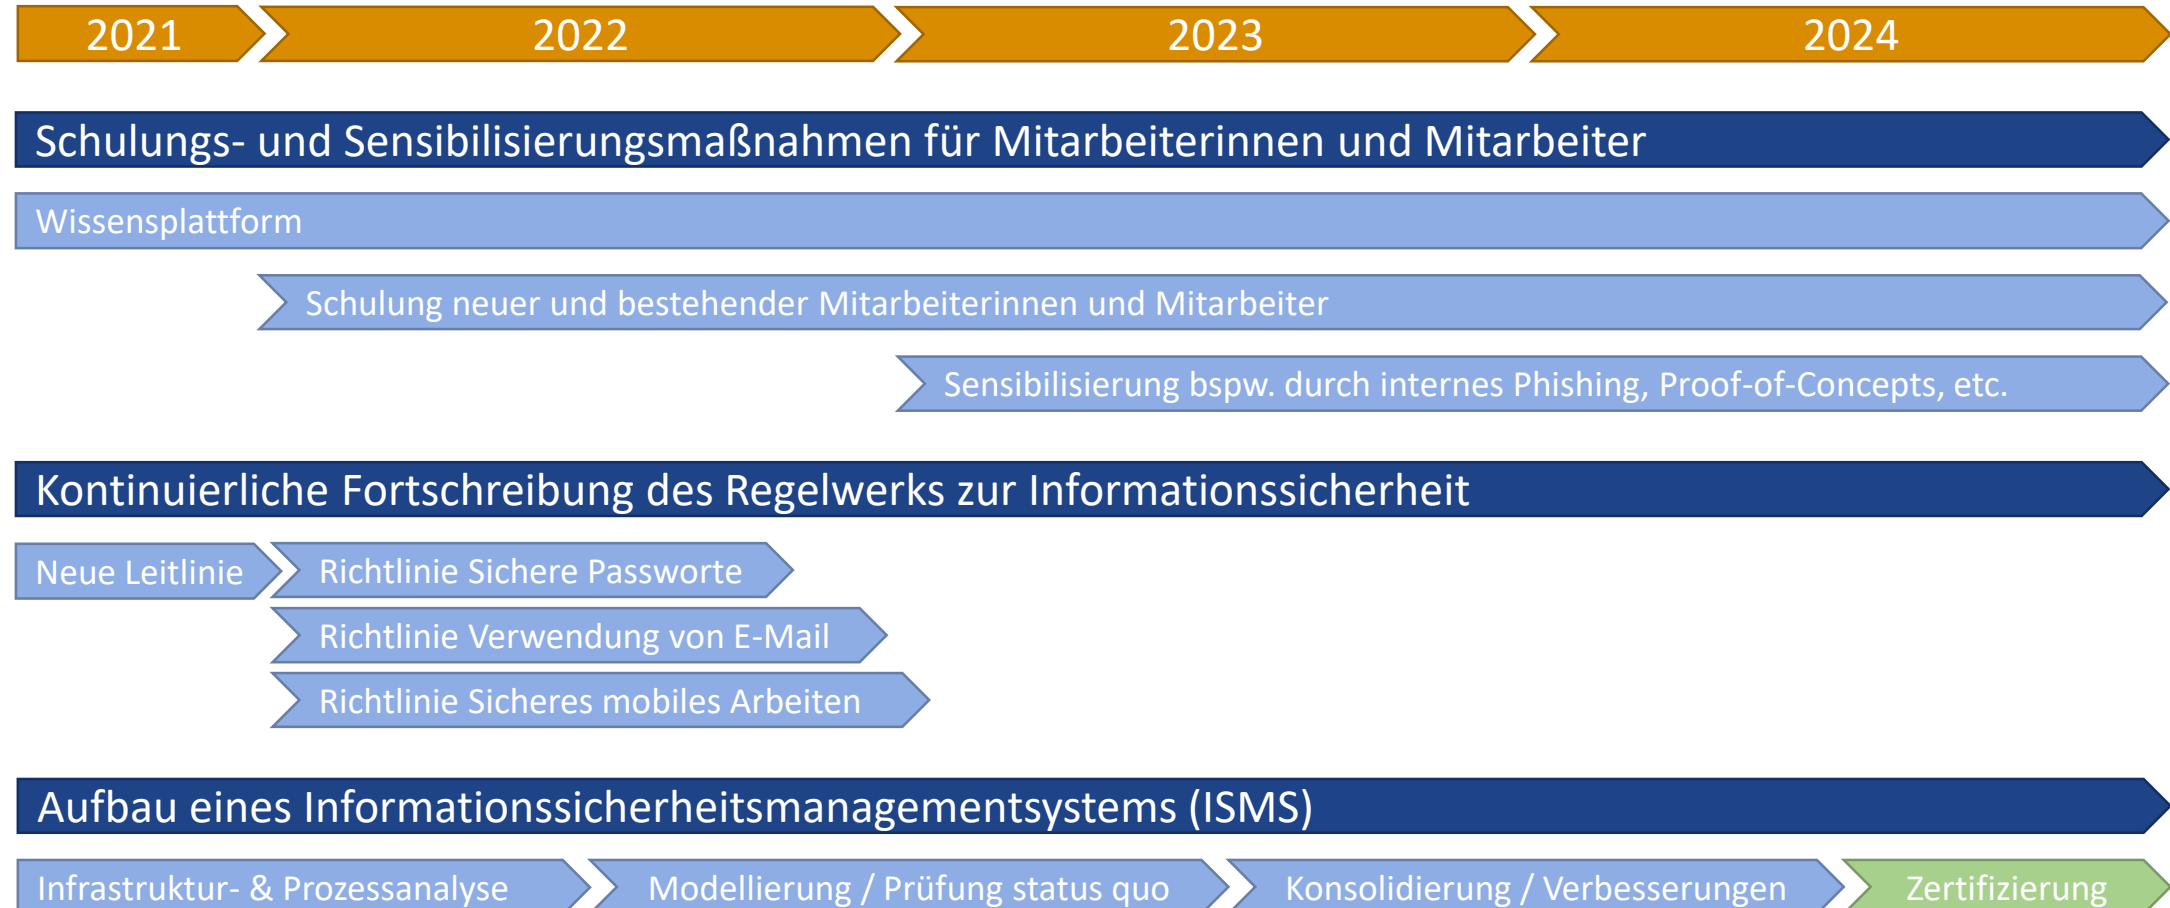 2021 2022 2023 2024
Schulungs- und Sensibilisierungsmaßnahmen für Mitarbeiterinnen und Mitarbeiter
Wissensplattform
Schulung neuer und bestehender Mitarbeiterinnen und Mitarbeiter
Sensibilisierung bspw. durch internes Phishing, Proof-of-Concepts, etc.
Kontinuierliche Fortschreibung des Regelwerks zur Informationssicherheit
Neue Leitlinie Richtlinie Sichere Passworte
Richtlinie Verwendung von E-Mail
Richtlinie Sicheres mobiles Arbeiten
Aufbau eines Informationssicherheitsmanagementsystems (ISMS)
Infrastruktur- & Prozessanalyse Modellierung / Prüfung status quo Konsolidierung / Verbesserungen Zertifizierung